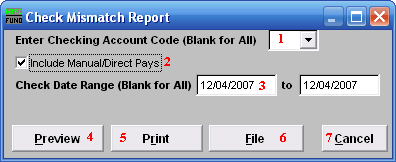 FUND
Check Mismatch Report
Enter Checking Account Code (Blank for All) 1
Include Manual/Direct Pays 2
Check Date Range (Blank for All) 12/04/2007 3 to 12/04/2007
Preview 4 5 Print File 6 7 Cancel